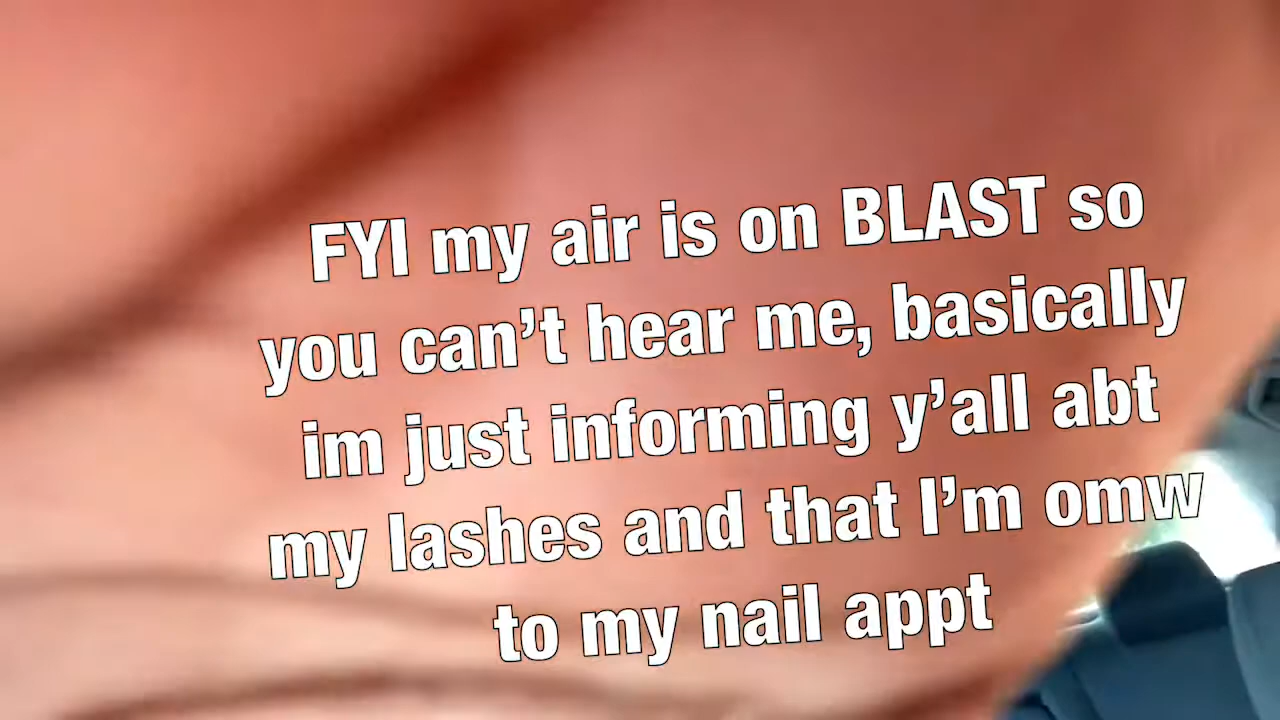 FYI my air is on BLAST so
you can’t hear me, basically
im just informing y’all abt
my lashes and that I’m omw
to my nail appt